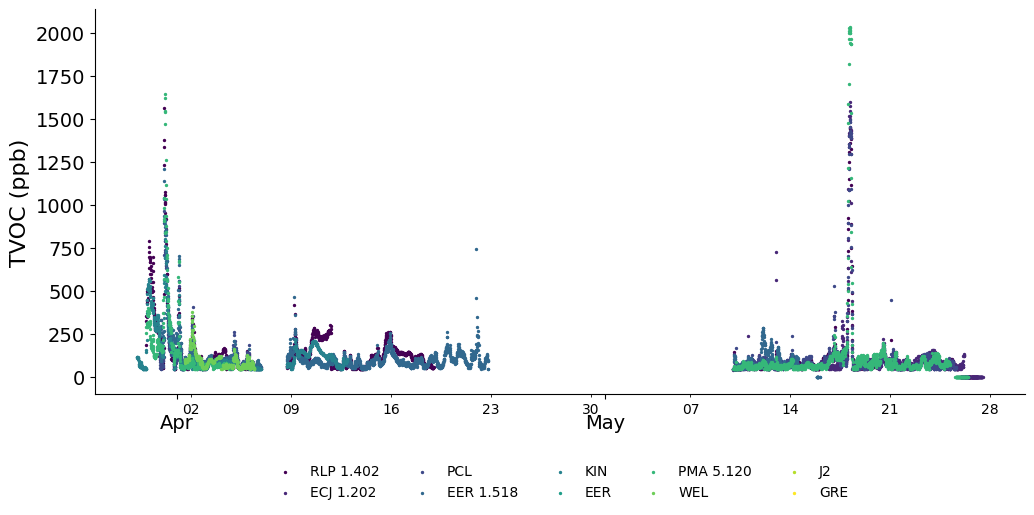 TVOC (ppb)
2000
1750
1500
1250
1000
750
500
250
0
02 09 16 23 30 07 14 21 28
Apr May
RLP 1.402 PCL KIN PMA 5.120 J2
ECJ 1.202 EER 1.518 EER WEL GRE